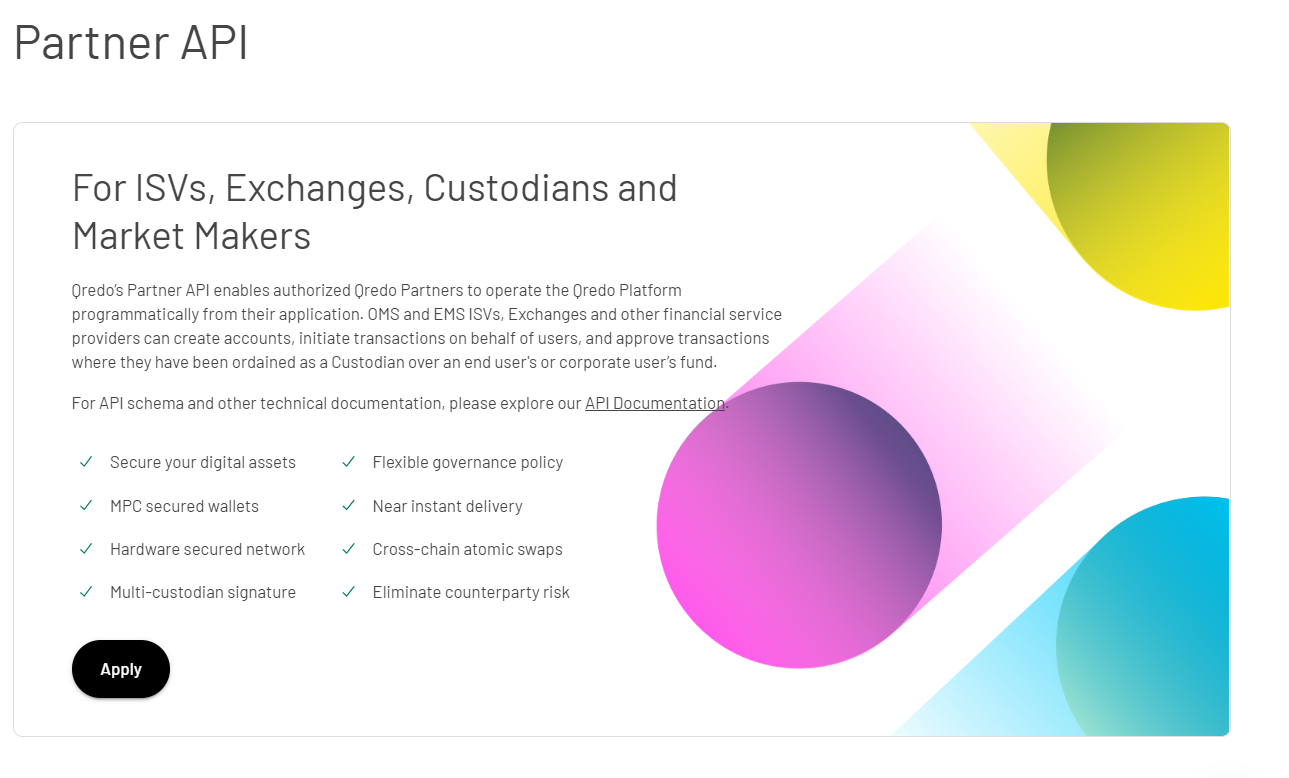 Partner API
For ISVs, Exchanges, Custodians and
Market Makers
Qredo’s Partner API enables authorized Qredo Partners to operate the Qredo Platform
programmatically from their application. OMS and EMS ISVs, Exchanges and other financial service
providers can create accounts, initiate transactions on behalf of users, and approve transactions
where they have been ordained as a Custodian over an end user's or corporate user’s fund.
For API schema and other technical documentation, please explore our API Documentation.
Secure your digital assets
Flexible governance policy
MPC secured wallets
Near instant delivery
Hardware secured network
Cross-chain atomic swaps
Multi-custodian signature
Eliminate counterparty risk
Apply